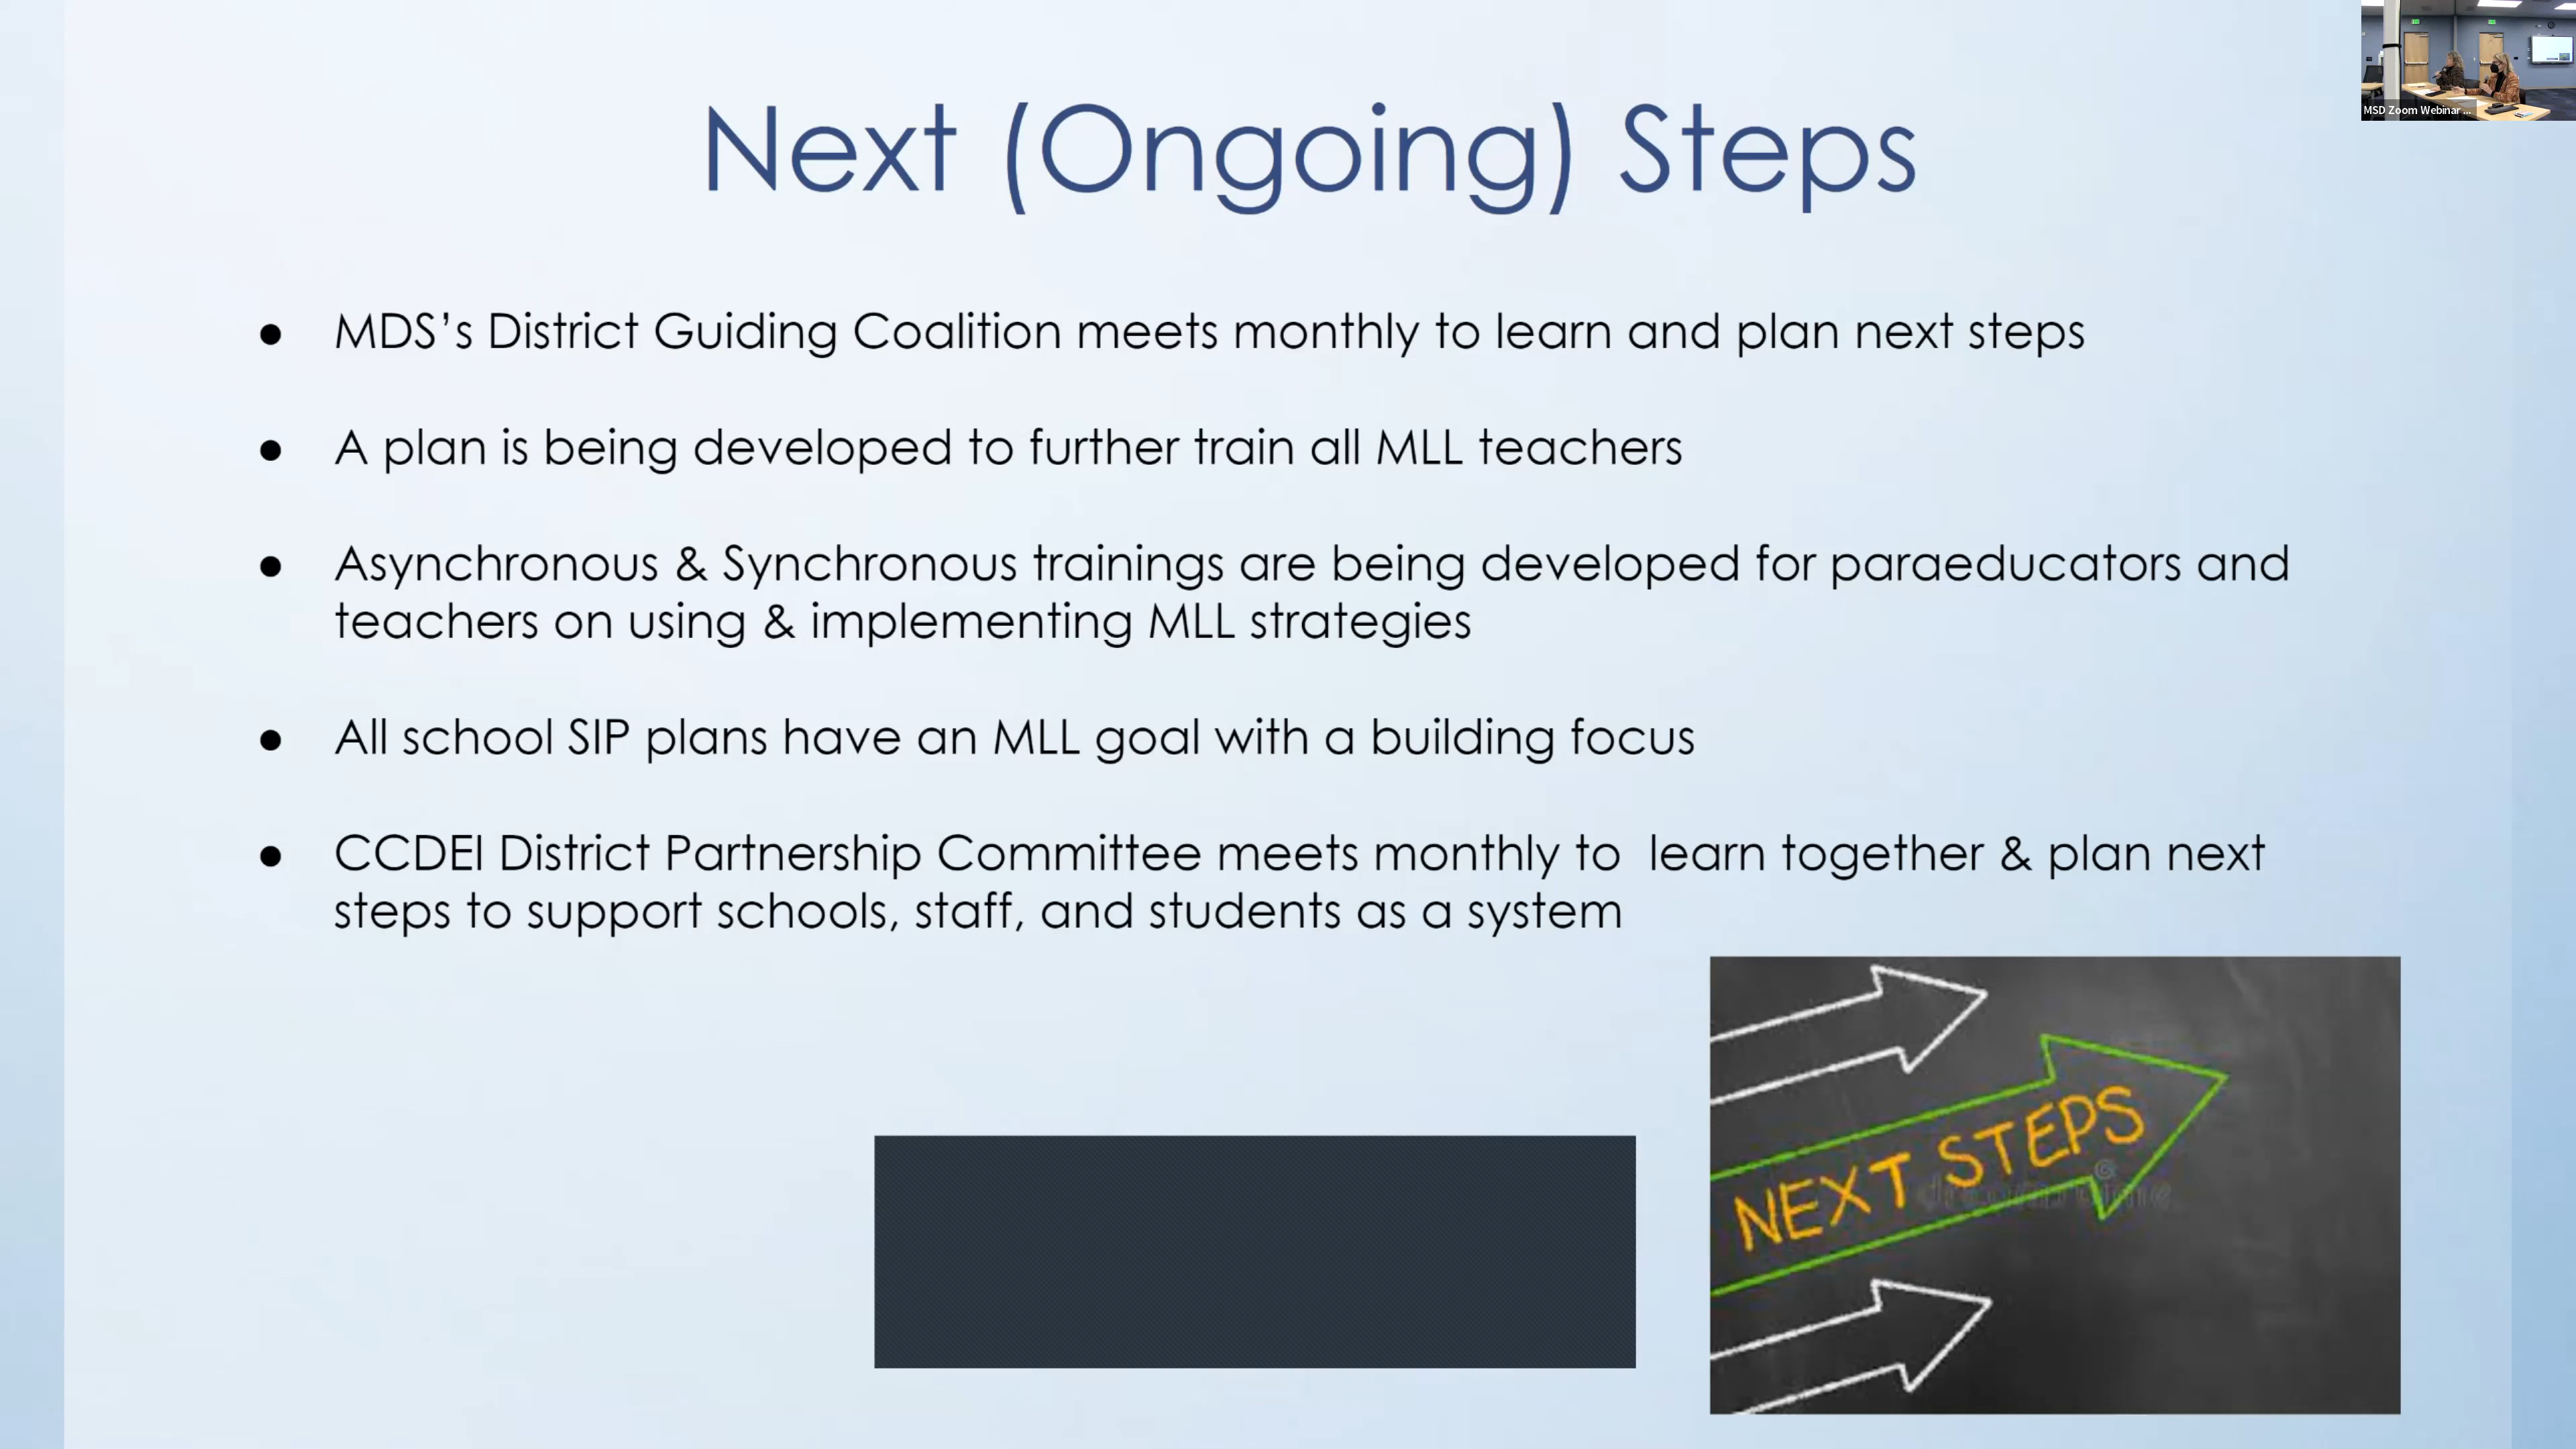 Next (Ongoing) Steps
MSD Zoom Webinar ...
● MDS’s District Guiding Coalition meets monthly to learn and plan next steps
● A plan is being developed to further train all MLL teachers
● Asynchronous & Synchronous trainings are being developed for paraeducators and
teachers on using & implementing MLL strategies
● All school SIP plans have an MLL goal with a building focus
● CCDEI District Partnership Committee meets monthly to  learn together & plan next
steps to support schools, staff, and students as a system
NEXT STEPS
dreamstime